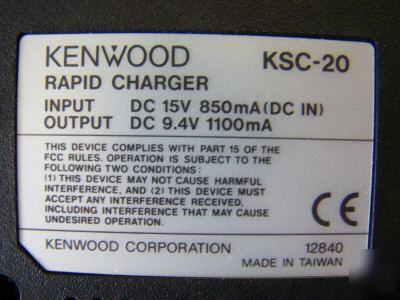 KENWOOD KSC-20
RAPID CHARGER
INPUT DC 15V 850mA(DC IN)
OUTPUT DC 9.4V 1100mA
THIS DEVICE COMPLIES WITH PART 15 OF THE
FCC RULES. OPERATION IS SUBJECT TO THE
FOLLOWING TWO CONDITIONS:
(1) THIS DEVICE MAY NOT CAUSE HARMFUL
INTERFERENCE, AND (2) THIS DEVICE MUST
ACCEPT ANY INTERFERENCE RECEIVED,
INCLUDING INTERFERENCE THAT MAY CAUSE
UNDESIRED OPERATION.
CE
KENWOOD CORPORATION 12840
MADE IN TAIWAN